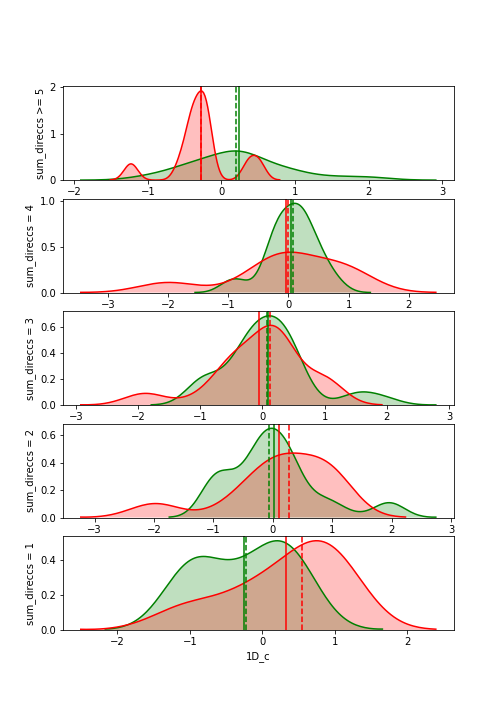 sum_direccs >= 5
2
1
0
−2 −1 0 1 2 3
sum_direccs = 4
1.0
0.5
0.0
−3 −2 −1 0 1 2
sum_direccs = 3
0.6
0.4
0.2
0.0
−3 −2 −1 0 1 2 3
sum_direccs = 2
0.6
0.4
0.2
0.0
−3 −2 −1 0 1 2 3
sum_direccs = 1
0.4
0.2
0.0
−2 −1 0 1 2
1D_c